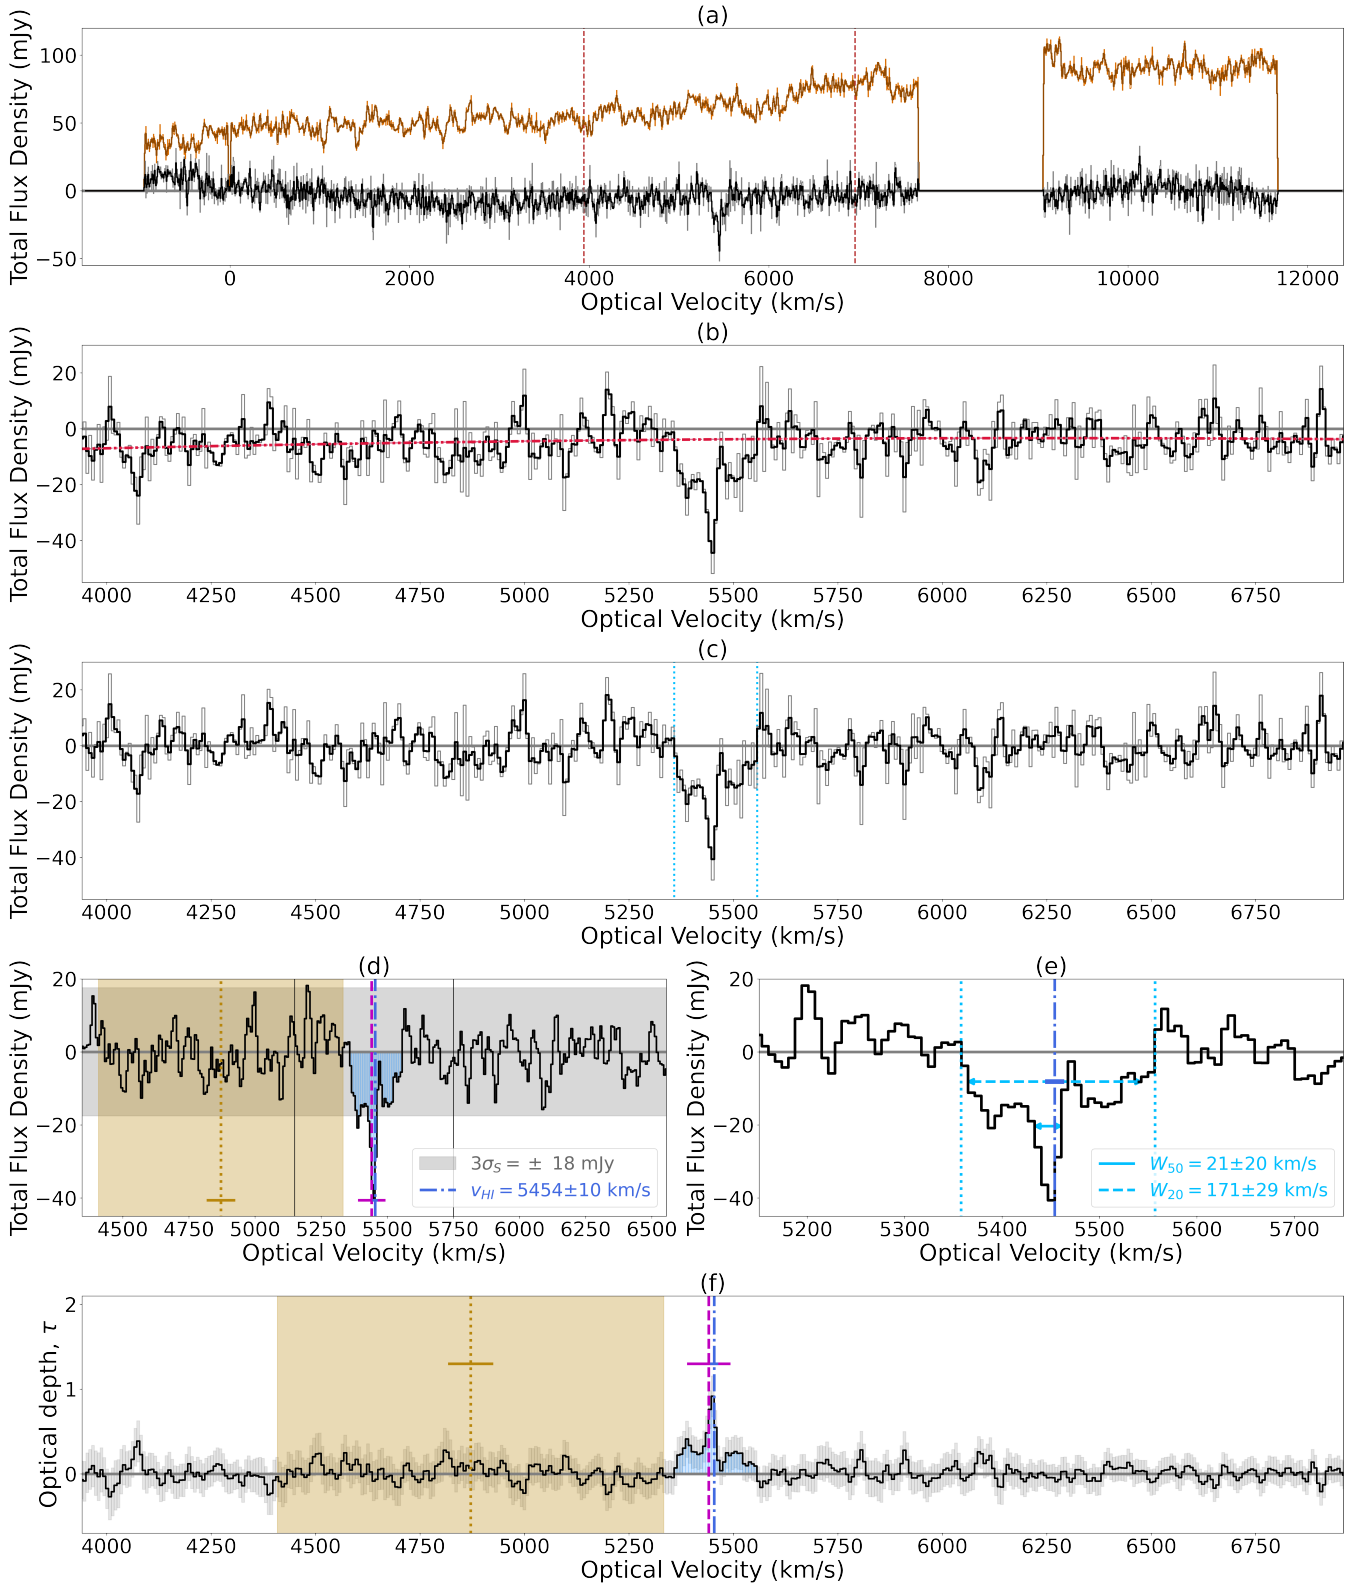 (a)
Total Flux Density (mJy)
100
50
0
−50
0 2000 4000 6000 8000 10000 12000
Optical Velocity (km/s)
(b)
Total Flux Density (mJy)
20
0
−20
−40
4000 4250 4500 4750 5000 5250 5500 5750 6000 6250 6500 6750
Optical Velocity (km/s)
(c)
Total Flux Density (mJy)
20
0
−20
−40
4000 4250 4500 4750 5000 5250 5500 5750 6000 6250 6500 6750
Optical Velocity (km/s)
(d)
Total Flux Density (mJy)
20
0
−20
−40
3σ_S = ± 18 mJy
v_HI = 5454±10 km/s
4500 4750 5000 5250 5500 5750 6000 6250 6500
Optical Velocity (km/s)
(e)
Total Flux Density (mJy)
20
0
−20
−40
W_50 = 21±20 km/s
W_20 = 171±29 km/s
5200 5300 5400 5500 5600 5700
Optical Velocity (km/s)
(f)
Optical depth, τ
2
1
0
4000 4250 4500 4750 5000 5250 5500 5750 6000 6250 6500 6750
Optical Velocity (km/s)